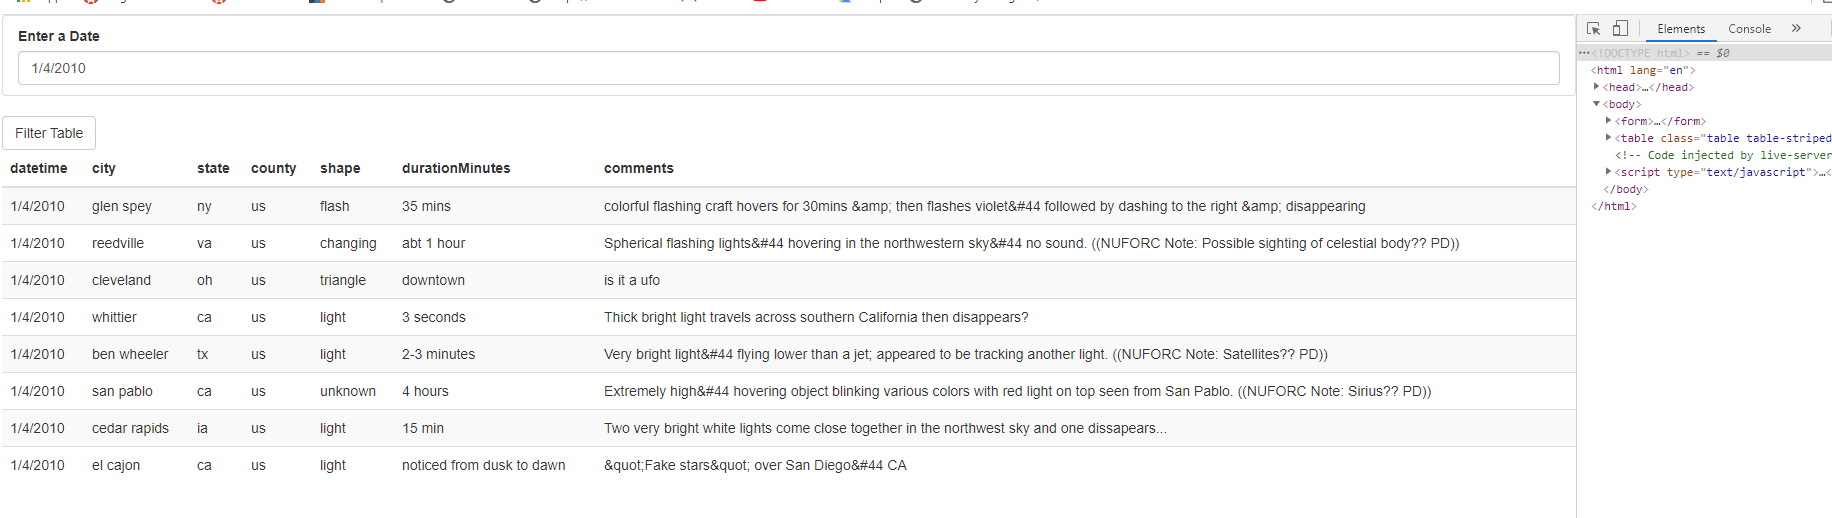 Enter a Date
1/4/2010
Filter Table
datetime city state county shape durationMinutes comments
1/4/2010 glen spey ny us flash 35 mins colorful flashing craft hovers for 30mins &amp; then flashes violet&#44 followed by dashing to the right &amp; disappearing
1/4/2010 reedville va us changing abt 1 hour Spherical flashing lights&#44 hovering in the northwestern sky&#44 no sound. ((NUFORC Note: Possible sighting of celestial body?? PD))
1/4/2010 cleveland oh us triangle downtown is it a ufo
1/4/2010 whittier ca us light 3 seconds Thick bright light travels across southern California then disappears?
1/4/2010 ben wheeler tx us light 2-3 minutes Very bright light&#44 flying lower than a jet; appeared to be tracking another light. ((NUFORC Note: Satellites?? PD))
1/4/2010 san pablo ca us unknown 4 hours Extremely high&#44 hovering object blinking various colors with red light on top seen from San Pablo. ((NUFORC Note: Sirius?? PD))
1/4/2010 cedar rapids ia us light 15 min Two very bright white lights come close together in the northwest sky and one dissapears...
1/4/2010 el cajon ca us light noticed from dusk to dawn &quot;Fake stars&quot; over San Diego&#44 CA
Elements Console »
...<!DOCTYPE html> == $0
<html lang="en">
<head>…</head>
<body>
<form>…</form>
<table class="table table-striped
<!-- Code injected by live-server
<script type="text/javascript">…<
</body>
</html>